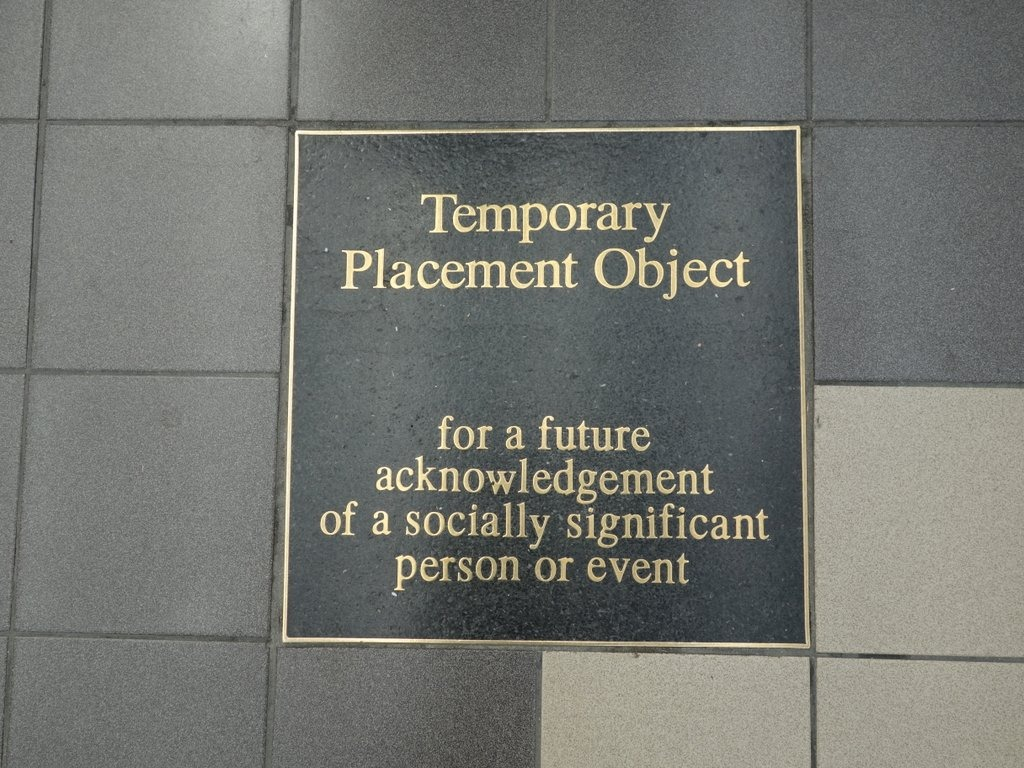 Temporary
Placement Object
for a future
acknowledgement
of a socially significant
person or event